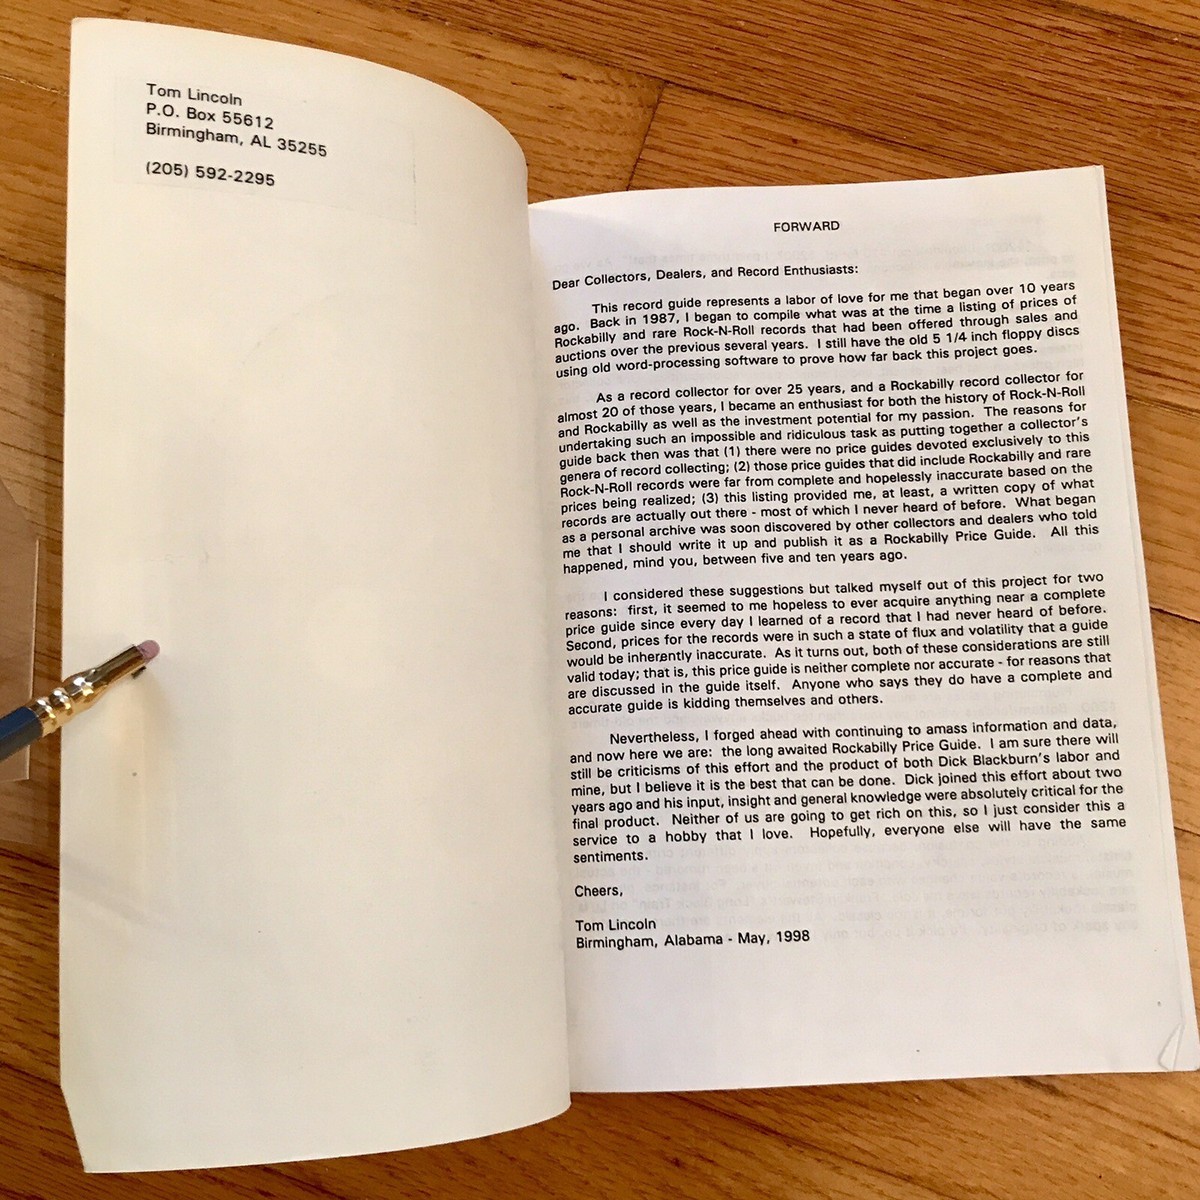 Tom Lincoln
P.O. Box 55612
Birmingham, AL 35255
(205) 592-2295
FORWARD
Dear Collectors, Dealers, and Record Enthusiasts:
This record guide represents a labor of love for me that began over 10 years
ago. Back in 1987, I began to compile what was at the time a listing of prices of
Rockabilly and rare Rock-N-Roll records that had been offered through sales and
auctions over the previous several years. I still have the old 5 1/4 inch floppy discs
using old word-processing software to prove how far back this project goes.
As a record collector for over 25 years, and a Rockabilly record collector for
almost 20 of those years, I became an enthusiast for both the history of Rock-N-Roll
and Rockabilly as well as the investment potential for my passion. The reasons for
undertaking such an impossible and ridiculous task as putting together a collector's
guide back then was that (1) there were no price guides devoted exclusively to this
genera of record collecting; (2) those price guides that did include Rockabilly and rare
Rock-N-Roll records were far from complete and hopelessly inaccurate based on the
prices being realized; (3) this listing provided me, at least, a written copy of what
records are actually out there - most of which I never heard of before. What began
as a personal archive was soon discovered by other collectors and dealers who told
me that I should write it up and publish it as a Rockabilly Price Guide. All this
happened, mind you, between five and ten years ago.
I considered these suggestions but talked myself out of this project for two
reasons: first, it seemed to me hopeless to ever acquire anything near a complete
price guide since every day I learned of a record that I had never heard of before.
Second, prices for the records were in such a state of flux and volatility that a guide
would be inherently inaccurate. As it turns out, both of these considerations are still
valid today; that is, this price guide is neither complete nor accurate - for reasons that
are discussed in the guide itself. Anyone who says they do have a complete and
accurate guide is kidding themselves and others.
Nevertheless, I forged ahead with continuing to amass information and data,
and now here we are: the long awaited Rockabilly Price Guide. I am sure there will
still be criticisms of this effort and the product of both Dick Blackburn's labor and
mine, but I believe it is the best that can be done. Dick joined this effort about two
years ago and his input, insight and general knowledge were absolutely critical for the
final product. Neither of us are going to get rich on this, so I just consider this a
service to a hobby that I love. Hopefully, everyone else will have the same
sentiments.
Cheers,
Tom Lincoln
Birmingham, Alabama - May, 1998